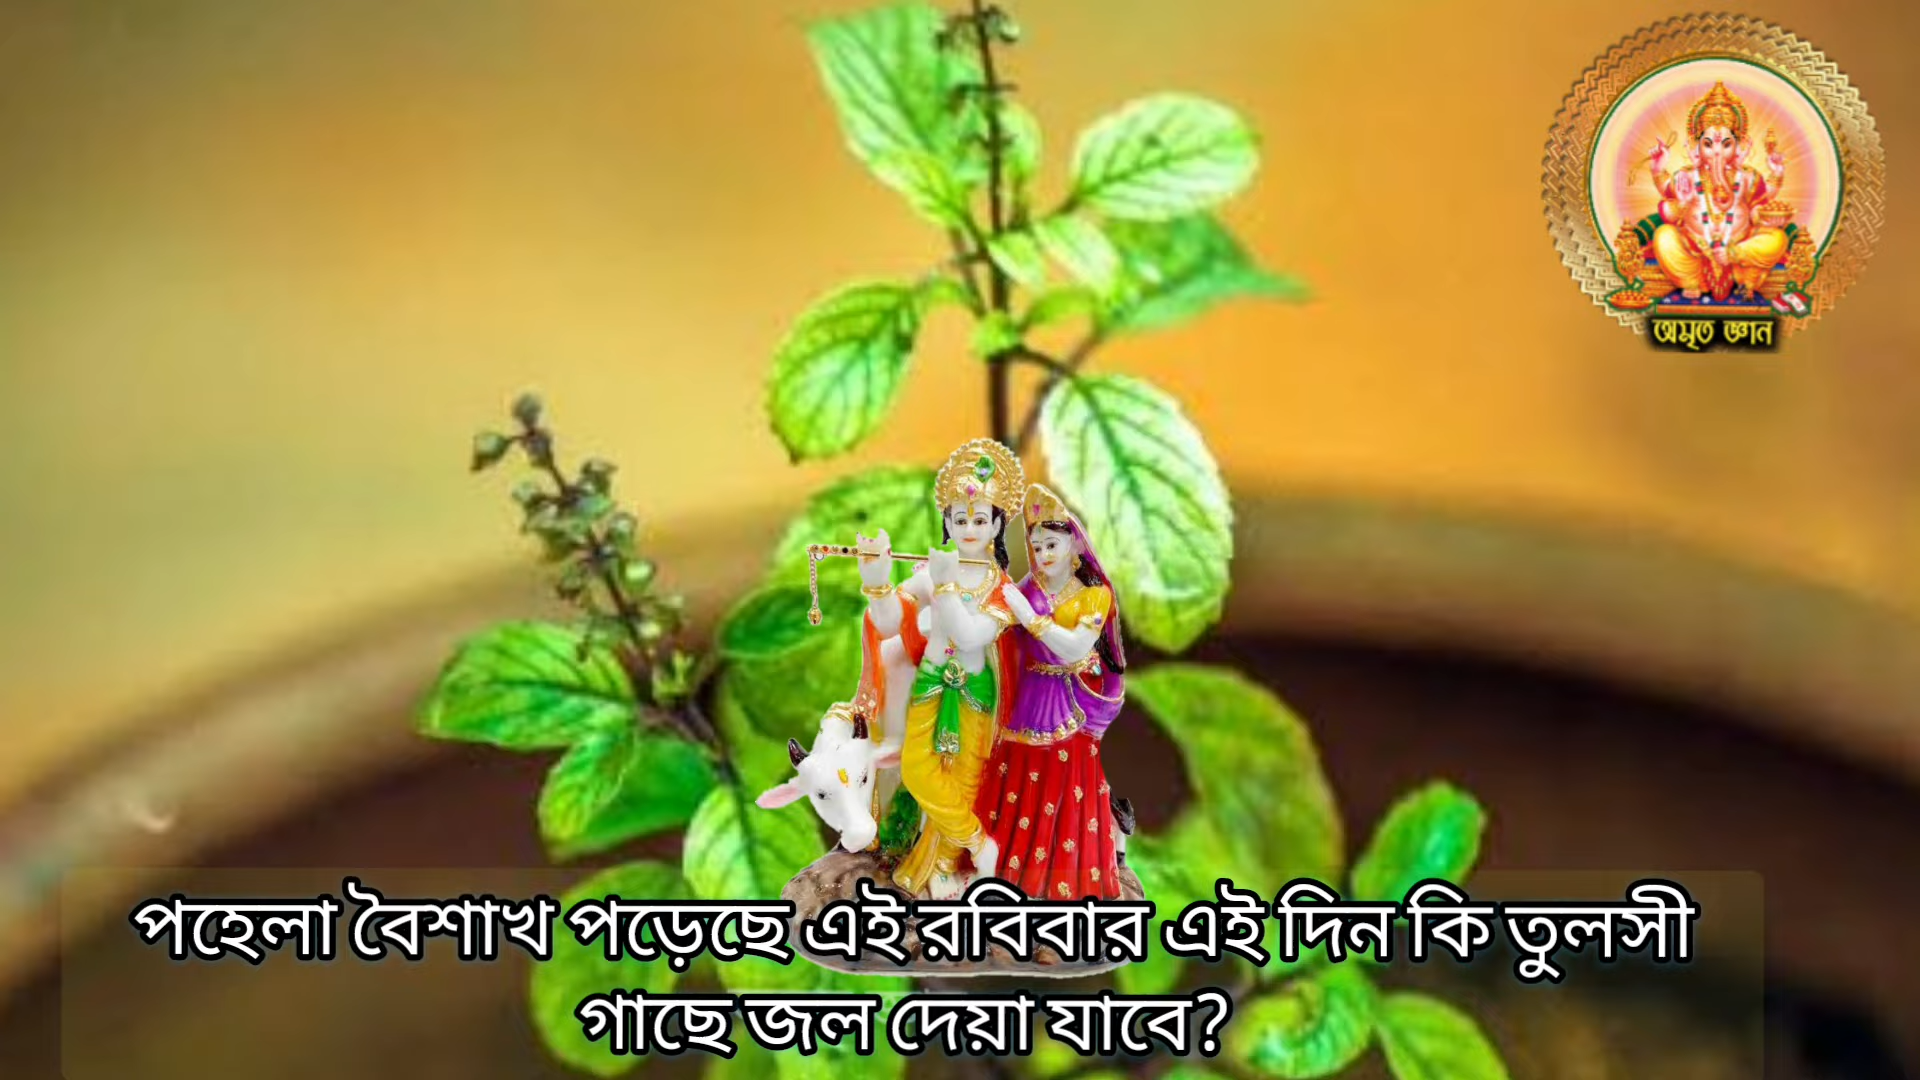 অমৃত জ্ঞান
পহেলা বৈশাখ পড়েছে এই রবিবার এই দিন কি তুলসী
গাছে জল দেয়া যাবে?